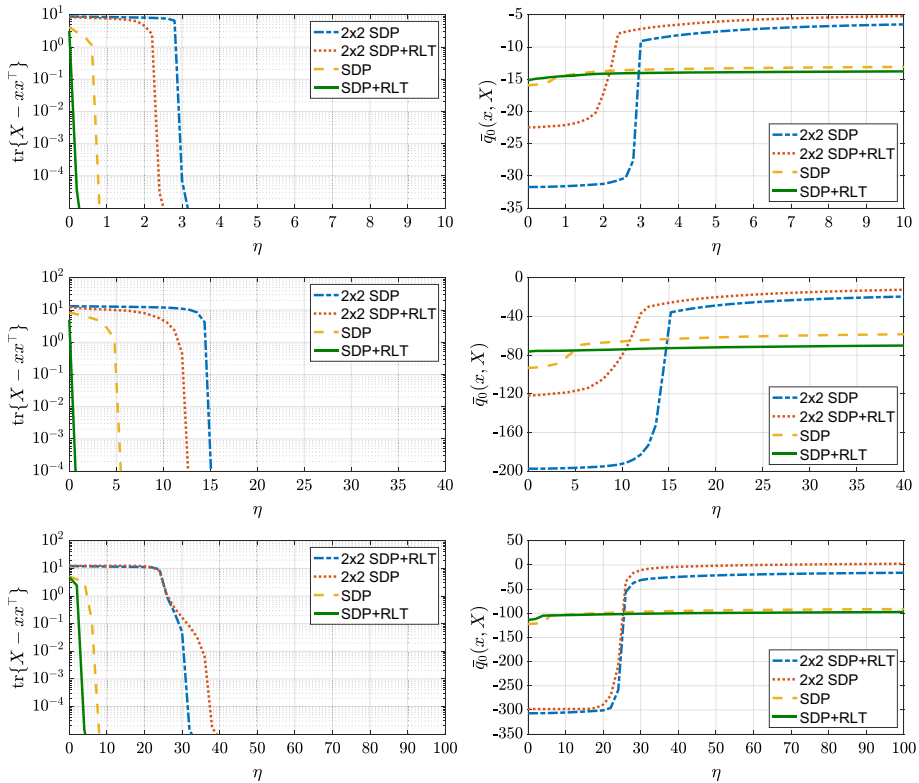 10^1
10^0
10^-1
10^-2
10^-3
10^-4
tr{X − xx^⊤}
0 1 2 3 4 5 6 7 8 9 10
η
2x2 SDP
2x2 SDP+RLT
SDP
SDP+RLT
-5
-10
-15
-20
-25
-30
-35
q̄_0(x, X)
0 1 2 3 4 5 6 7 8 9 10
η
2x2 SDP
2x2 SDP+RLT
SDP
SDP+RLT
10^2
10^1
10^0
10^-1
10^-2
10^-3
10^-4
tr{X − xx^⊤}
0 5 10 15 20 25 30 35 40
η
2x2 SDP
2x2 SDP+RLT
SDP
SDP+RLT
0
-40
-80
-120
-160
-200
q̄_0(x, X)
0 5 10 15 20 25 30 35 40
η
2x2 SDP
2x2 SDP+RLT
SDP
SDP+RLT
10^2
10^1
10^0
10^-1
10^-2
10^-3
10^-4
tr{X − xx^⊤}
0 10 20 30 40 50 60 70 80 90 100
η
2x2 SDP+RLT
2x2 SDP
SDP
SDP+RLT
50
0
-50
-100
-150
-200
-250
-300
-350
q̄_0(x, X)
0 10 20 30 40 50 60 70 80 90 100
η
2x2 SDP+RLT
2x2 SDP
SDP
SDP+RLT